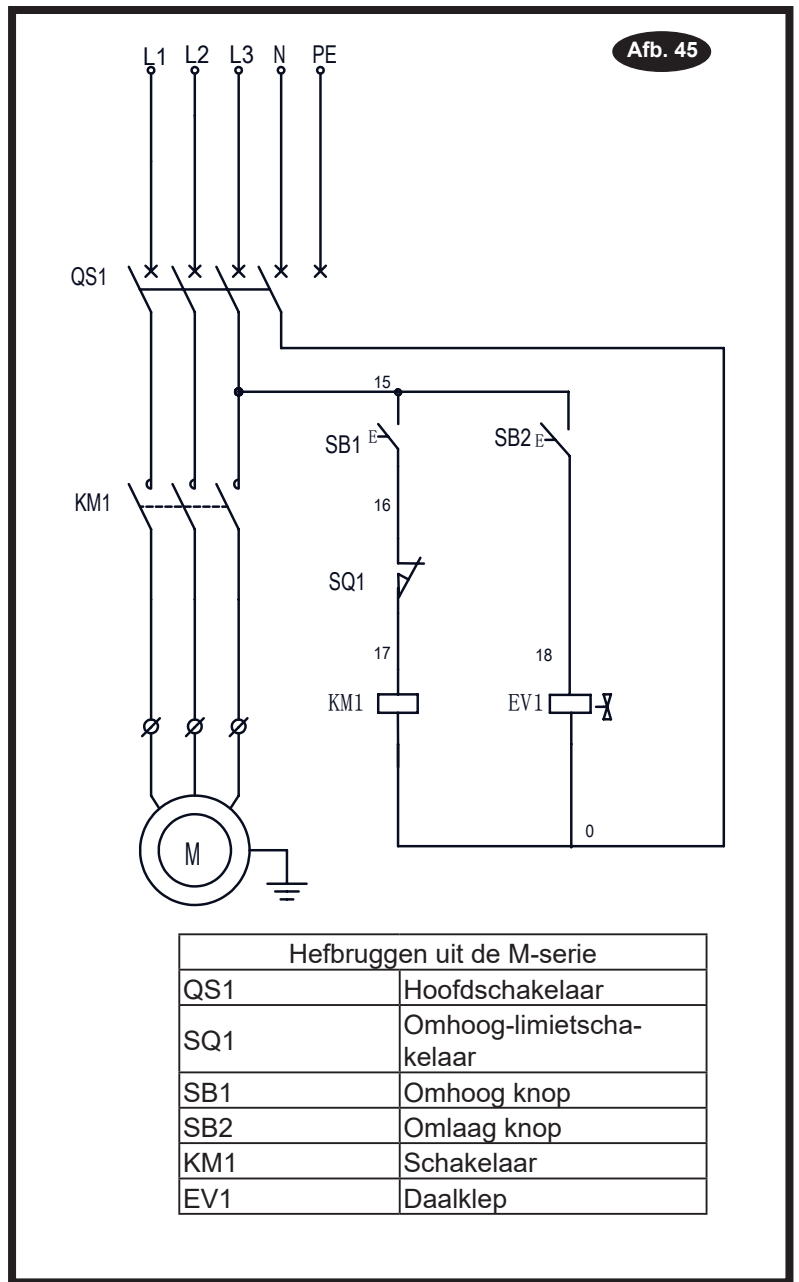 Afb. 45
L1 L2 L3 N PE
QS1
15
SB1 E
SB2 E
KM1
16
SQ1
17
18
KM1
EV1
0
M
Hefbruggen uit de M-serie
QS1 Hoofdschakelaar
SQ1 Omhoog-limietscha-
kelaar
SB1 Omhoog knop
SB2 Omlaag knop
KM1 Schakelaar
EV1 Daalklep